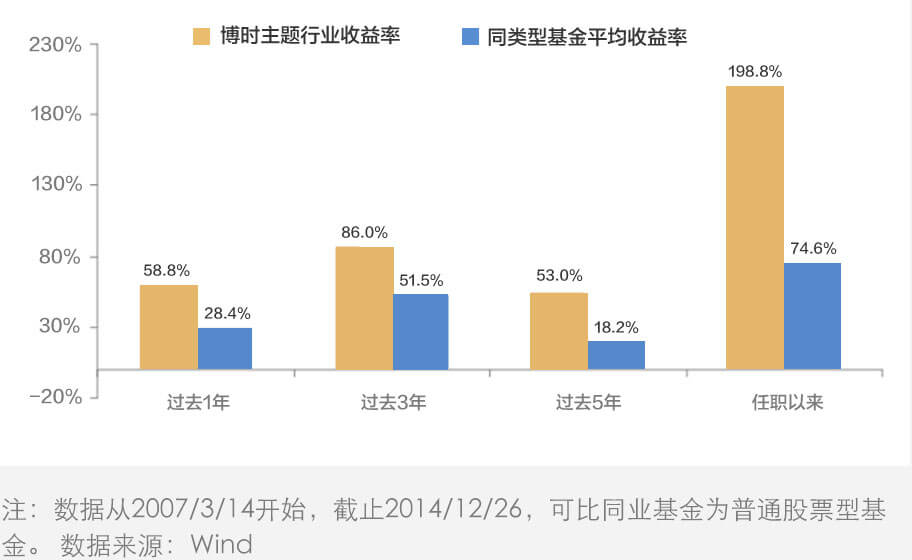 博时主题行业收益率 同类型基金平均收益率
230%
180%
130%
80%
30%
-20%
58.8% 28.4% 86.0% 51.5% 53.0% 18.2% 198.8% 74.6%
过去1年 过去3年 过去5年 任职以来
注：数据从2007/3/14开始，截止2014/12/26，可比同业基金为普通股票型基
金。 数据来源：Wind